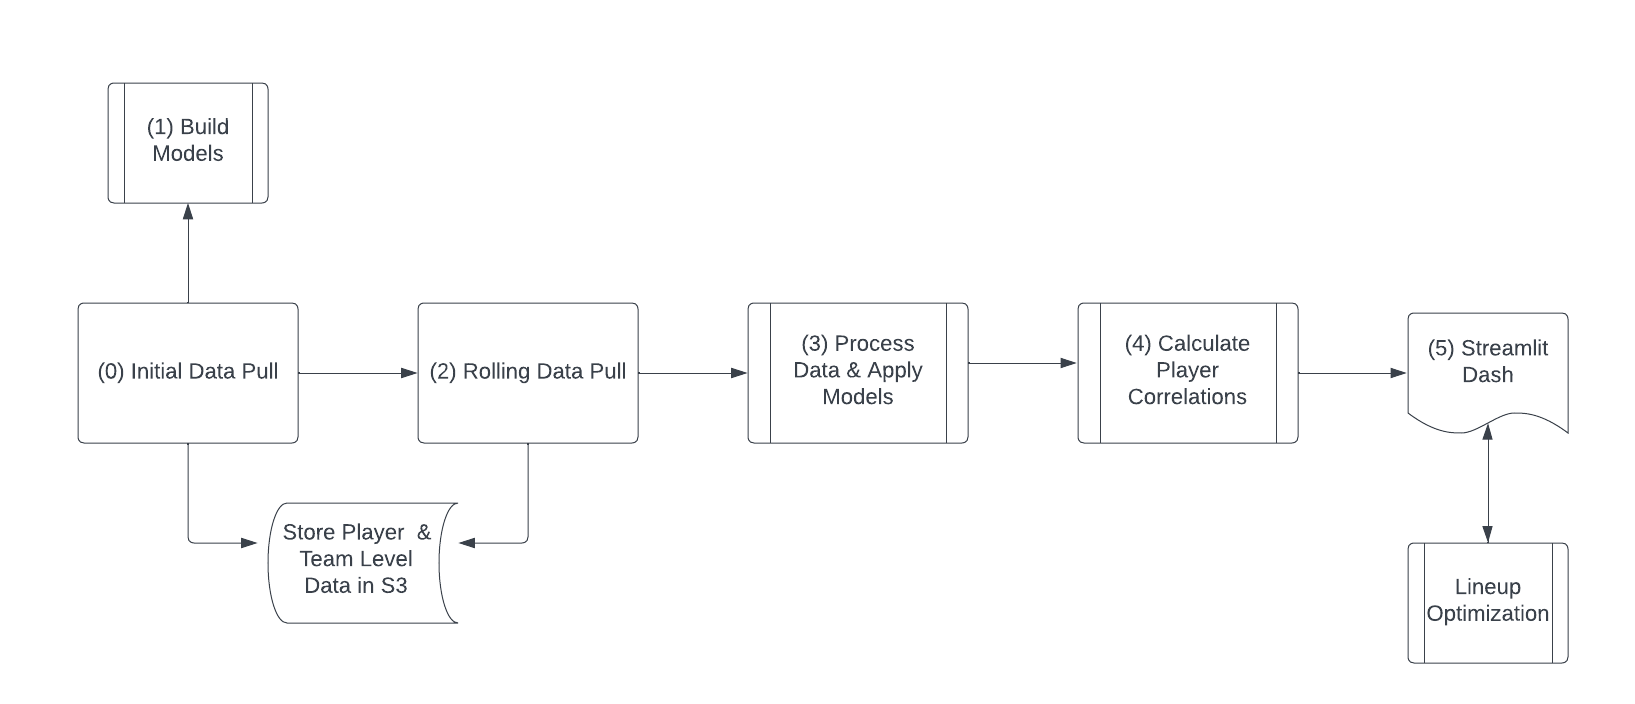 (1) Build
Models
(0) Initial Data Pull
(2) Rolling Data Pull
(3) Process
Data & Apply
Models
(4) Calculate
Player
Correlations
(5) Streamlit
Dash
Store Player  &
Team Level
Data in S3
Lineup
Optimization